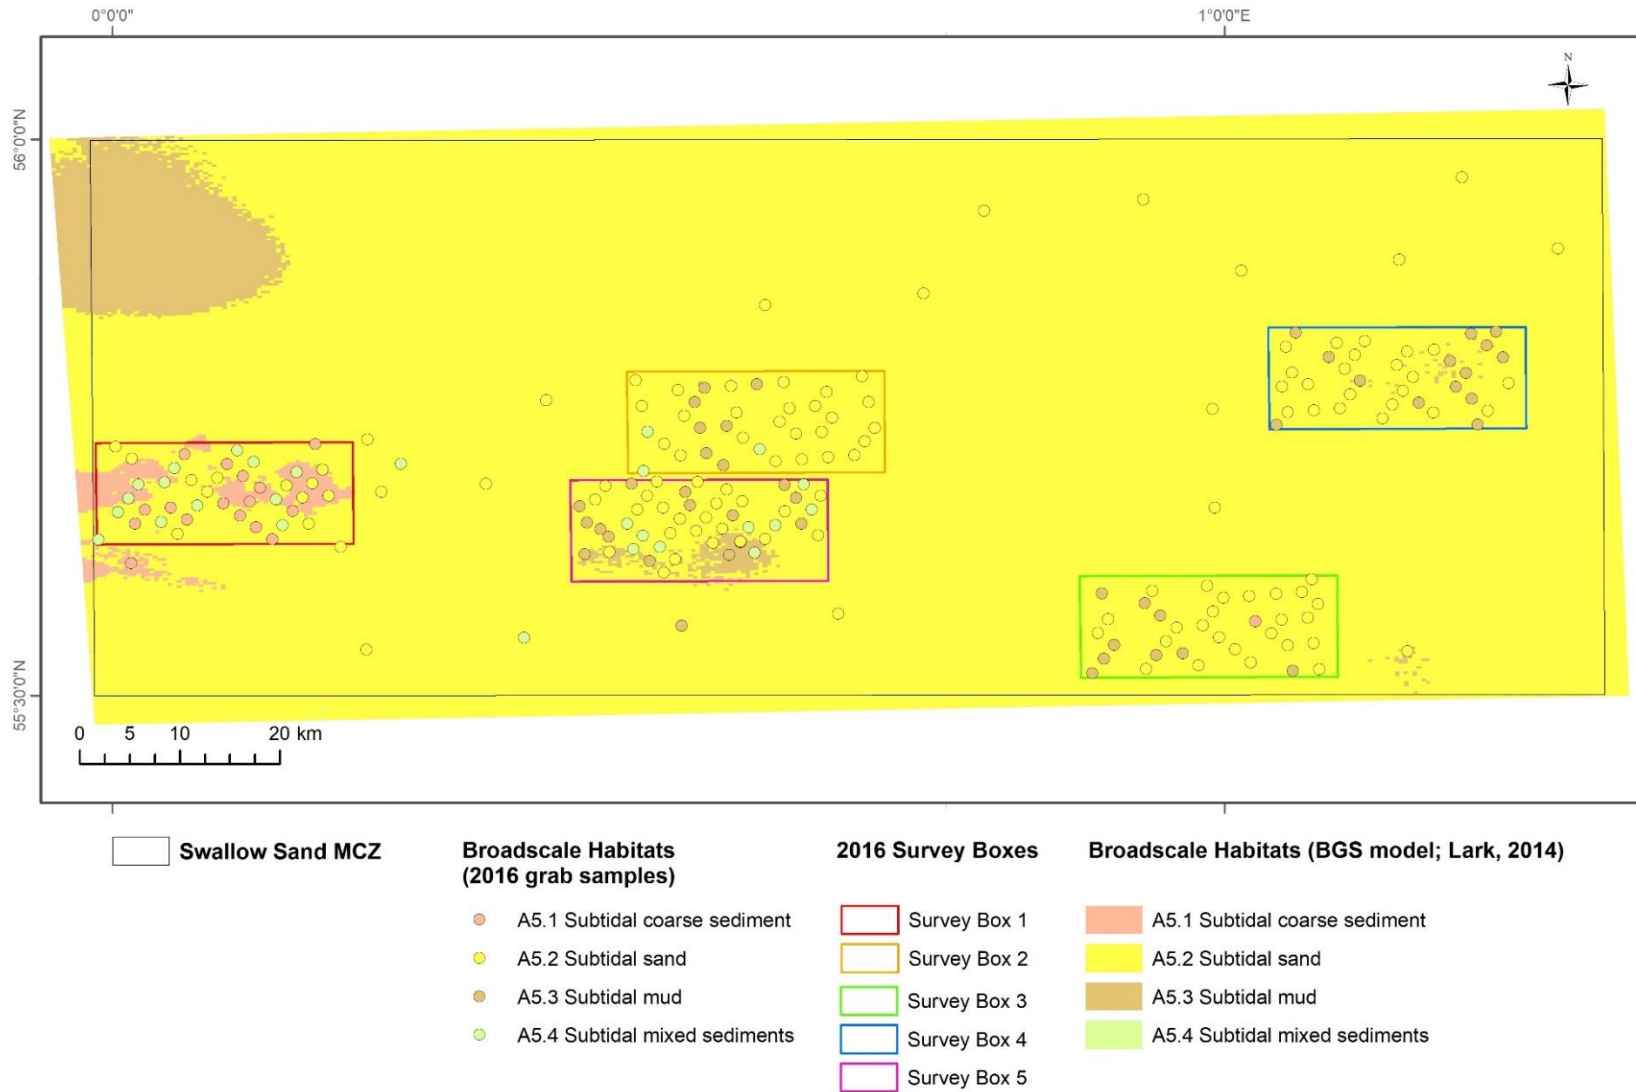 0°0'0" 1°0'0"E
N
56°0'0"N
55°30'0"N
0 5 10 20 km
Swallow Sand MCZ
Broadscale Habitats
(2016 grab samples)
A5.1 Subtidal coarse sediment
A5.2 Subtidal sand
A5.3 Subtidal mud
A5.4 Subtidal mixed sediments
2016 Survey Boxes
Survey Box 1
Survey Box 2
Survey Box 3
Survey Box 4
Survey Box 5
Broadscale Habitats (BGS model; Lark, 2014)
A5.1 Subtidal coarse sediment
A5.2 Subtidal sand
A5.3 Subtidal mud
A5.4 Subtidal mixed sediments